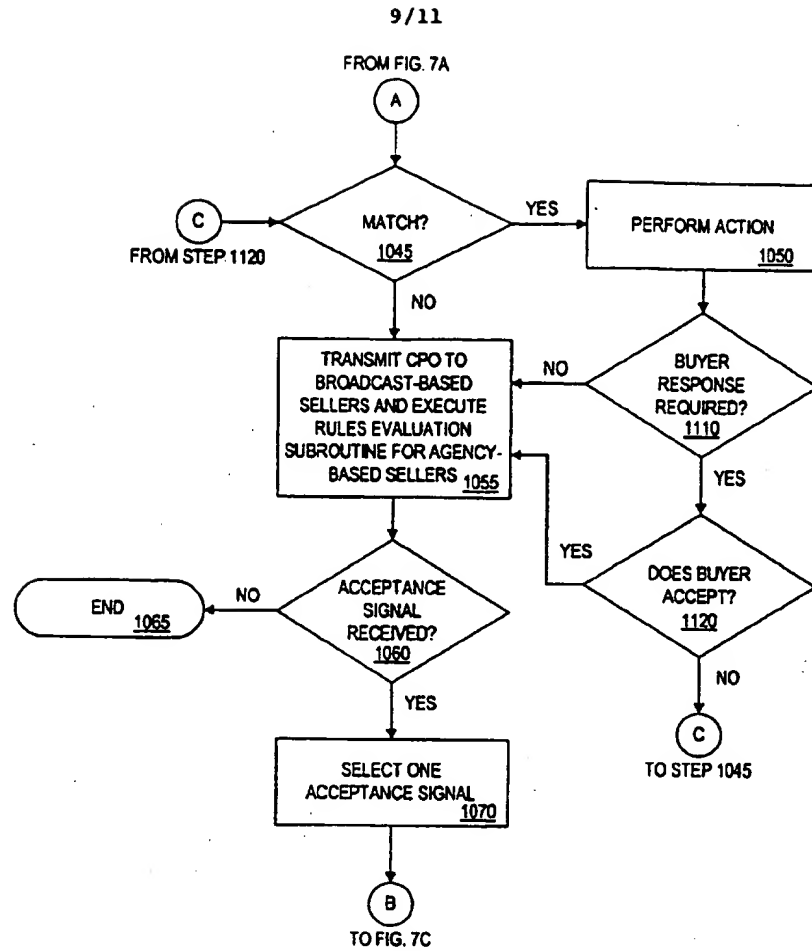 9/11
FROM FIG. 7A
A
C
FROM STEP 1120
MATCH?
1045
YES
PERFORM ACTION
1050
NO
TRANSMIT CPO TO
BROADCAST-BASED
SELLERS AND EXECUTE
RULES EVALUATION
SUBROUTINE FOR AGENCY-
BASED SELLERS 1055
NO
BUYER
RESPONSE
REQUIRED?
1110
YES
YES
DOES BUYER
ACCEPT?
1120
NO
C
TO STEP 1045
END
1065
NO
ACCEPTANCE
SIGNAL
RECEIVED?
1060
YES
SELECT ONE
ACCEPTANCE SIGNAL
1070
B
TO FIG. 7C